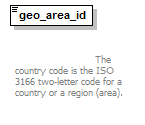 geo_area_id
The
country code is the ISO
3166 two-letter code for a
country or a region (area).